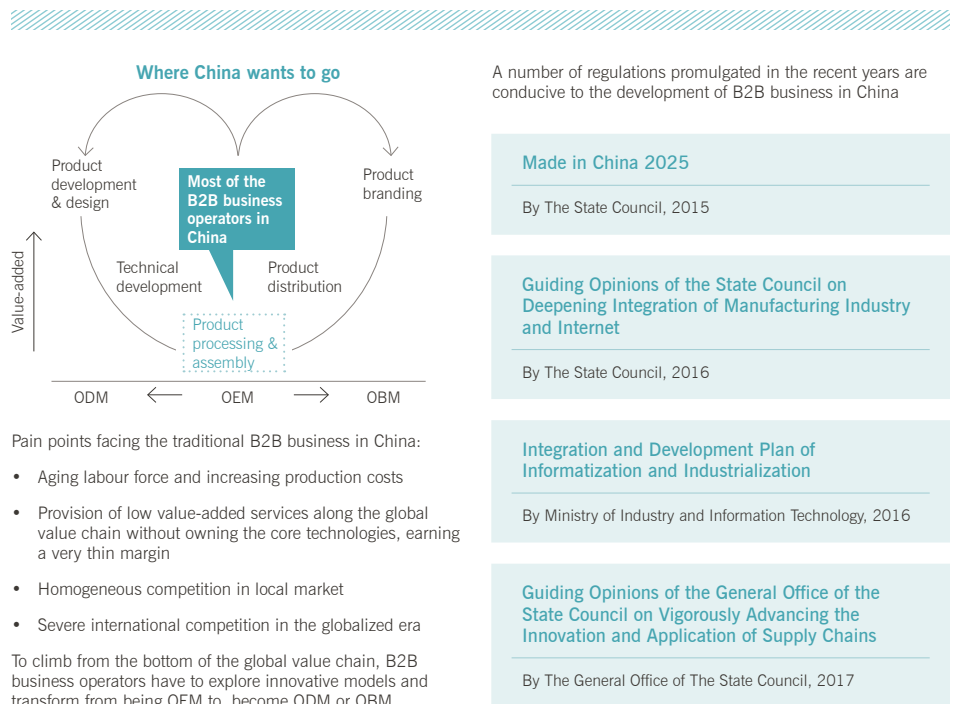 Where China wants to go
Product
development
& design
Most of the
B2B business
operators in
China
Product
branding
Value-added
Technical
development
Product
distribution
Product
processing &
assembly
ODM
OEM
OBM
Pain points facing the traditional B2B business in China:
• Aging labour force and increasing production costs
• Provision of low value-added services along the global
value chain without owning the core technologies, earning
a very thin margin
• Homogeneous competition in local market
• Severe international competition in the globalized era
To climb from the bottom of the global value chain, B2B
business operators have to explore innovative models and
transform from being OEM to become ODM or OBM
A number of regulations promulgated in the recent years are
conducive to the development of B2B business in China
Made in China 2025
By The State Council, 2015
Guiding Opinions of the State Council on
Deepening Integration of Manufacturing Industry
and Internet
By The State Council, 2016
Integration and Development Plan of
Informatization and Industrialization
By Ministry of Industry and Information Technology, 2016
Guiding Opinions of the General Office of the
State Council on Vigorously Advancing the
Innovation and Application of Supply Chains
By The General Office of The State Council, 2017